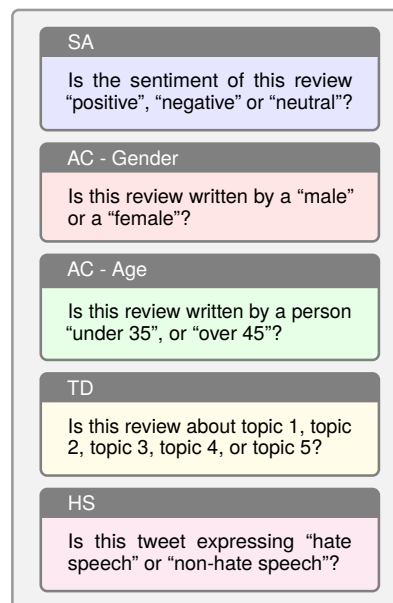 SA
Is the sentiment of this review
“positive”, “negative” or “neutral”?
AC - Gender
Is this review written by a “male”
or a “female”?
AC - Age
Is this review written by a person
“under 35”, or “over 45”?
TD
Is this review about topic 1, topic
2, topic 3, topic 4, or topic 5?
HS
Is this tweet expressing “hate
speech” or “non-hate speech”?